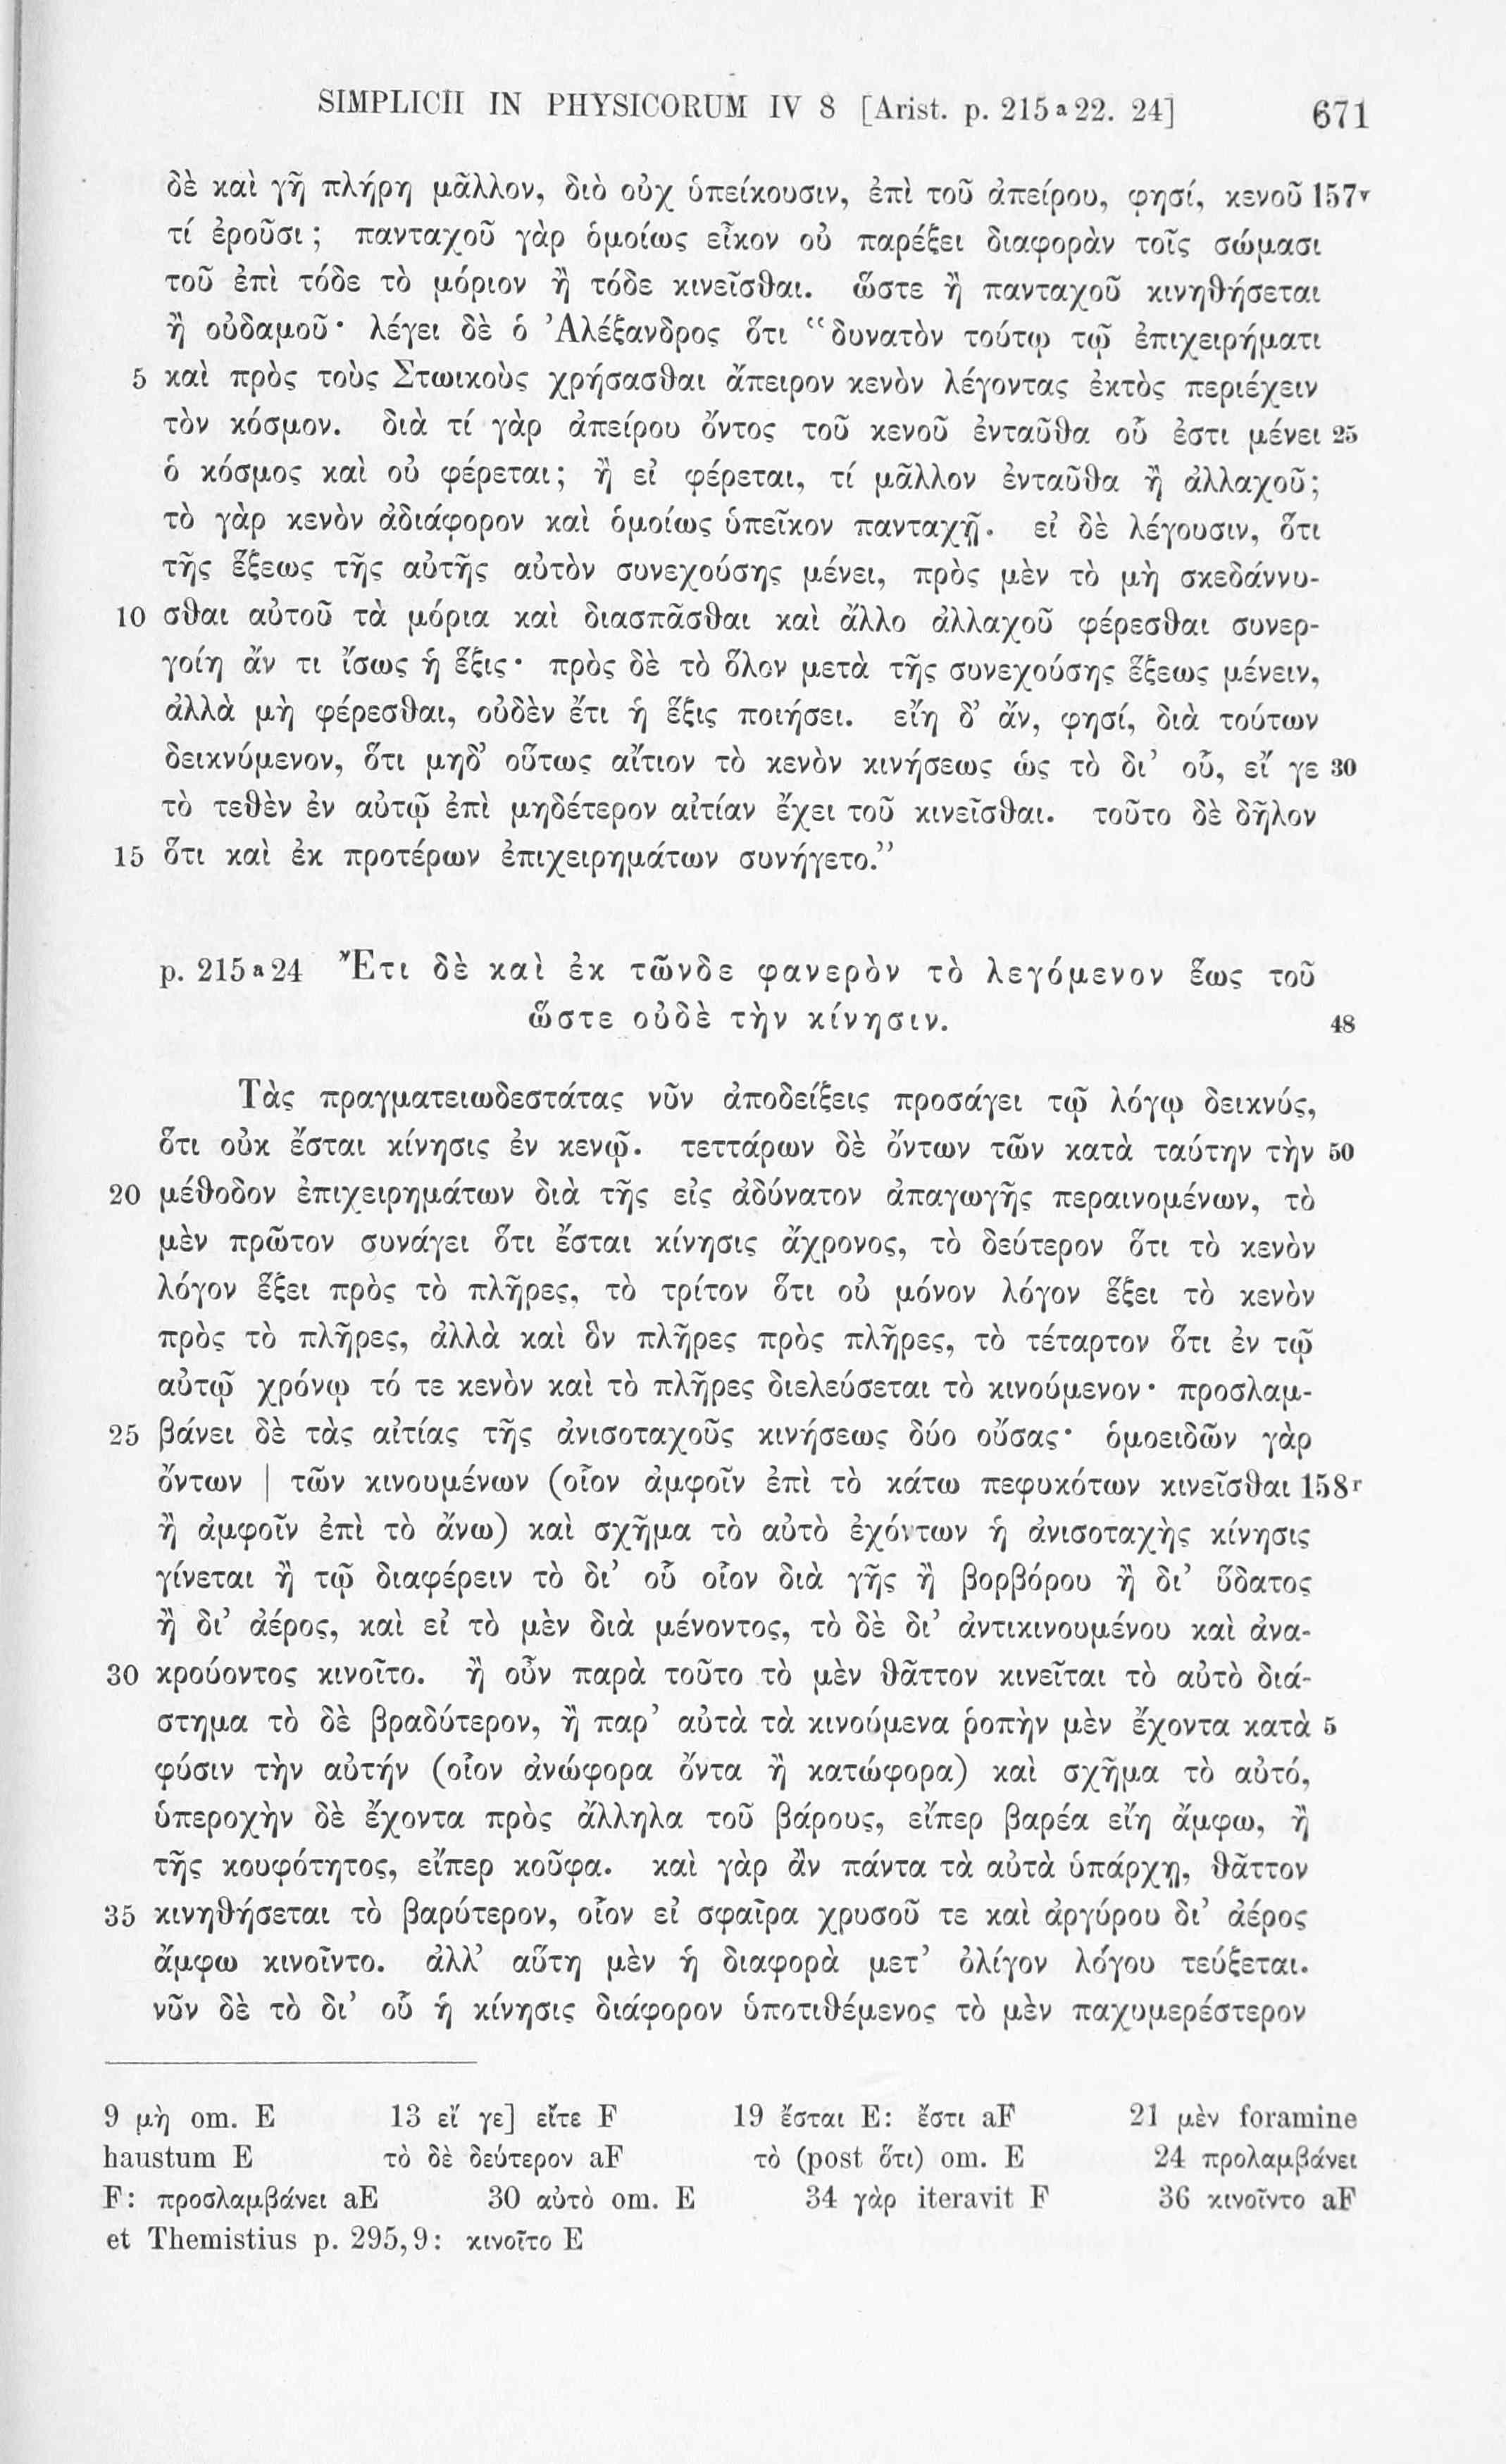 SIMPLICII IN PHYSICORUM IV 8 [Arist. p. 215 a 22. 24] 671
δὲ καὶ γῆ πλήρη μᾶλλον, διὸ οὐχ ὑπείκουσιν, ἐπὶ τοῦ ἀπείρου, φησί, κενοῦ 157v
τί ἐροῦσι; πανταχοῦ γὰρ ὁμοίως εἶκον οὐ παρέξει διαφορὰν τοῖς σώμασι
τοῦ ἐπὶ τόδε τὸ μόριον ἢ τόδε κινεῖσθαι. ὥστε ἢ πανταχοῦ κινηθήσεται
ἢ οὐδαμοῦ· λέγει δὲ ὁ Ἀλέξανδρος ὅτι “δυνατὸν τούτῳ τῷ ἐπιχειρήματι
5 καὶ πρὸς τοὺς Στωικοὺς χρήσασθαι ἄπειρον κενὸν λέγοντας ἐκτὸς περιέχειν
τὸν κόσμον. διὰ τί γὰρ ἀπείρου ὄντος τοῦ κενοῦ ἐνταῦθα οὗ ἐστι μένει 25
ὁ κόσμος καὶ οὐ φέρεται; ἢ εἰ φέρεται, τί μᾶλλον ἐνταῦθα ἢ ἀλλαχοῦ;
τὸ γὰρ κενὸν ἀδιάφορον καὶ ὁμοίως ὑπεῖκον πανταχῇ. εἰ δὲ λέγουσιν, ὅτι
τῆς ἕξεως τῆς αὐτῆς αὐτὸν συνεχούσης μένει, πρὸς μὲν τὸ μὴ σκεδάννυ-
10 σθαι αὐτοῦ τὰ μόρια καὶ διασπᾶσθαι καὶ ἄλλο ἀλλαχοῦ φέρεσθαι συνερ-
γοίη ἄν τι ἴσως ἡ ἕξις· πρὸς δὲ τὸ ὅλον μετὰ τῆς συνεχούσης ἕξεως μένειν,
ἀλλὰ μὴ φέρεσθαι, οὐδὲν ἔτι ἡ ἕξις ποιήσει. εἴη δ’ ἄν, φησί, διὰ τούτων
δεικνύμενον, ὅτι μηδ’ οὕτως αἴτιον τὸ κενὸν κινήσεως ὡς τὸ δι’ οὗ, εἴ γε 30
τὸ τεθὲν ἐν αὐτῷ ἐπὶ μηδέτερον αἰτίαν ἔχει τοῦ κινεῖσθαι. τοῦτο δὲ δῆλον
15 ὅτι καὶ ἐκ προτέρων ἐπιχειρημάτων συνήγετο.”
p. 215 a 24 Ἔτι δὲ καὶ ἐκ τῶνδε φανερὸν τὸ λεγόμενον ἕως τοῦ
ὥστε οὐδὲ τὴν κίνησιν. 48
Τὰς πραγματειωδεστάτας νῦν ἀποδείξεις προσάγει τῷ λόγῳ δεικνύς,
ὅτι οὐκ ἔσται κίνησις ἐν κενῷ. τεττάρων δὲ ὄντων τῶν κατὰ ταύτην τὴν 50
20 μέθοδον ἐπιχειρημάτων διὰ τῆς εἰς ἀδύνατον ἀπαγωγῆς περαινομένων, τὸ
μὲν πρῶτον συνάγει ὅτι ἔσται κίνησις ἄχρονος, τὸ δεύτερον ὅτι τὸ κενὸν
λόγον ἕξει πρὸς τὸ πλῆρες, τὸ τρίτον ὅτι οὐ μόνον λόγον ἕξει τὸ κενὸν
πρὸς τὸ πλῆρες, ἀλλὰ καὶ ὃν πλῆρες πρὸς πλῆρες, τὸ τέταρτον ὅτι ἐν τῷ
αὐτῷ χρόνῳ τό τε κενὸν καὶ τὸ πλῆρες διελεύσεται τὸ κινούμενον· προσλαμ-
25 βάνει δὲ τὰς αἰτίας τῆς ἀνισοταχοῦς κινήσεως δύο οὔσας· ὁμοειδῶν γὰρ
ὄντων | τῶν κινουμένων (οἷον ἀμφοῖν ἐπὶ τὸ κάτω πεφυκότων κινεῖσθαι 158r
ἢ ἀμφοῖν ἐπὶ τὸ ἄνω) καὶ σχῆμα τὸ αὐτὸ ἐχόντων ἡ ἀνισοταχὴς κίνησις
γίνεται ἢ τῷ διαφέρειν τὸ δι’ οὗ οἷον διὰ γῆς ἢ βορβόρου ἢ δι’ ὕδατος
ἢ δι’ ἀέρος, καὶ εἰ τὸ μὲν διὰ μένοντος, τὸ δὲ δι’ ἀντικινουμένου καὶ ἀνα-
30 κρούοντος κινοῖτο. ἢ οὖν παρὰ τοῦτο τὸ μὲν θᾶττον κινεῖται τὸ αὐτὸ διά-
στημα τὸ δὲ βραδύτερον, ἢ παρ’ αὐτὰ τὰ κινούμενα ῥοπὴν μὲν ἔχοντα κατὰ 5
φύσιν τὴν αὐτήν (οἷον ἀνώφορα ὄντα ἢ κατώφορα) καὶ σχῆμα τὸ αὐτό,
ὑπεροχὴν δὲ ἔχοντα πρὸς ἄλληλα τοῦ βάρους, εἴπερ βαρέα εἴη ἄμφω, ἢ
τῆς κουφότητος, εἴπερ κοῦφα. καὶ γὰρ ἂν πάντα τὰ αὐτὰ ὑπάρχῃ, θᾶττον
35 κινηθήσεται τὸ βαρύτερον, οἷον εἰ σφαῖρα χρυσοῦ τε καὶ ἀργύρου δι’ ἀέρος
ἄμφω κινοῖντο. ἀλλ’ αὕτη μὲν ἡ διαφορὰ μετ’ ὀλίγον λόγου τεύξεται.
νῦν δὲ τὸ δι’ οὗ ἡ κίνησις διάφορον ὑποτιθέμενος τὸ μὲν παχυμερέστερον
9 μὴ om. E 13 εἴ γε] εἴτε F 19 ἔσται E: ἔστι aF 21 μὲν foramine
haustum E τὸ δὲ δεύτερον aF τὸ (post ὅτι) om. E 24 προλαμβάνει
F: προσλαμβάνει aE 30 αὐτὸ om. E 34 γὰρ iteravit F 36 κινοῖντο aF
et Themistius p. 295,9: κινοῖτο E